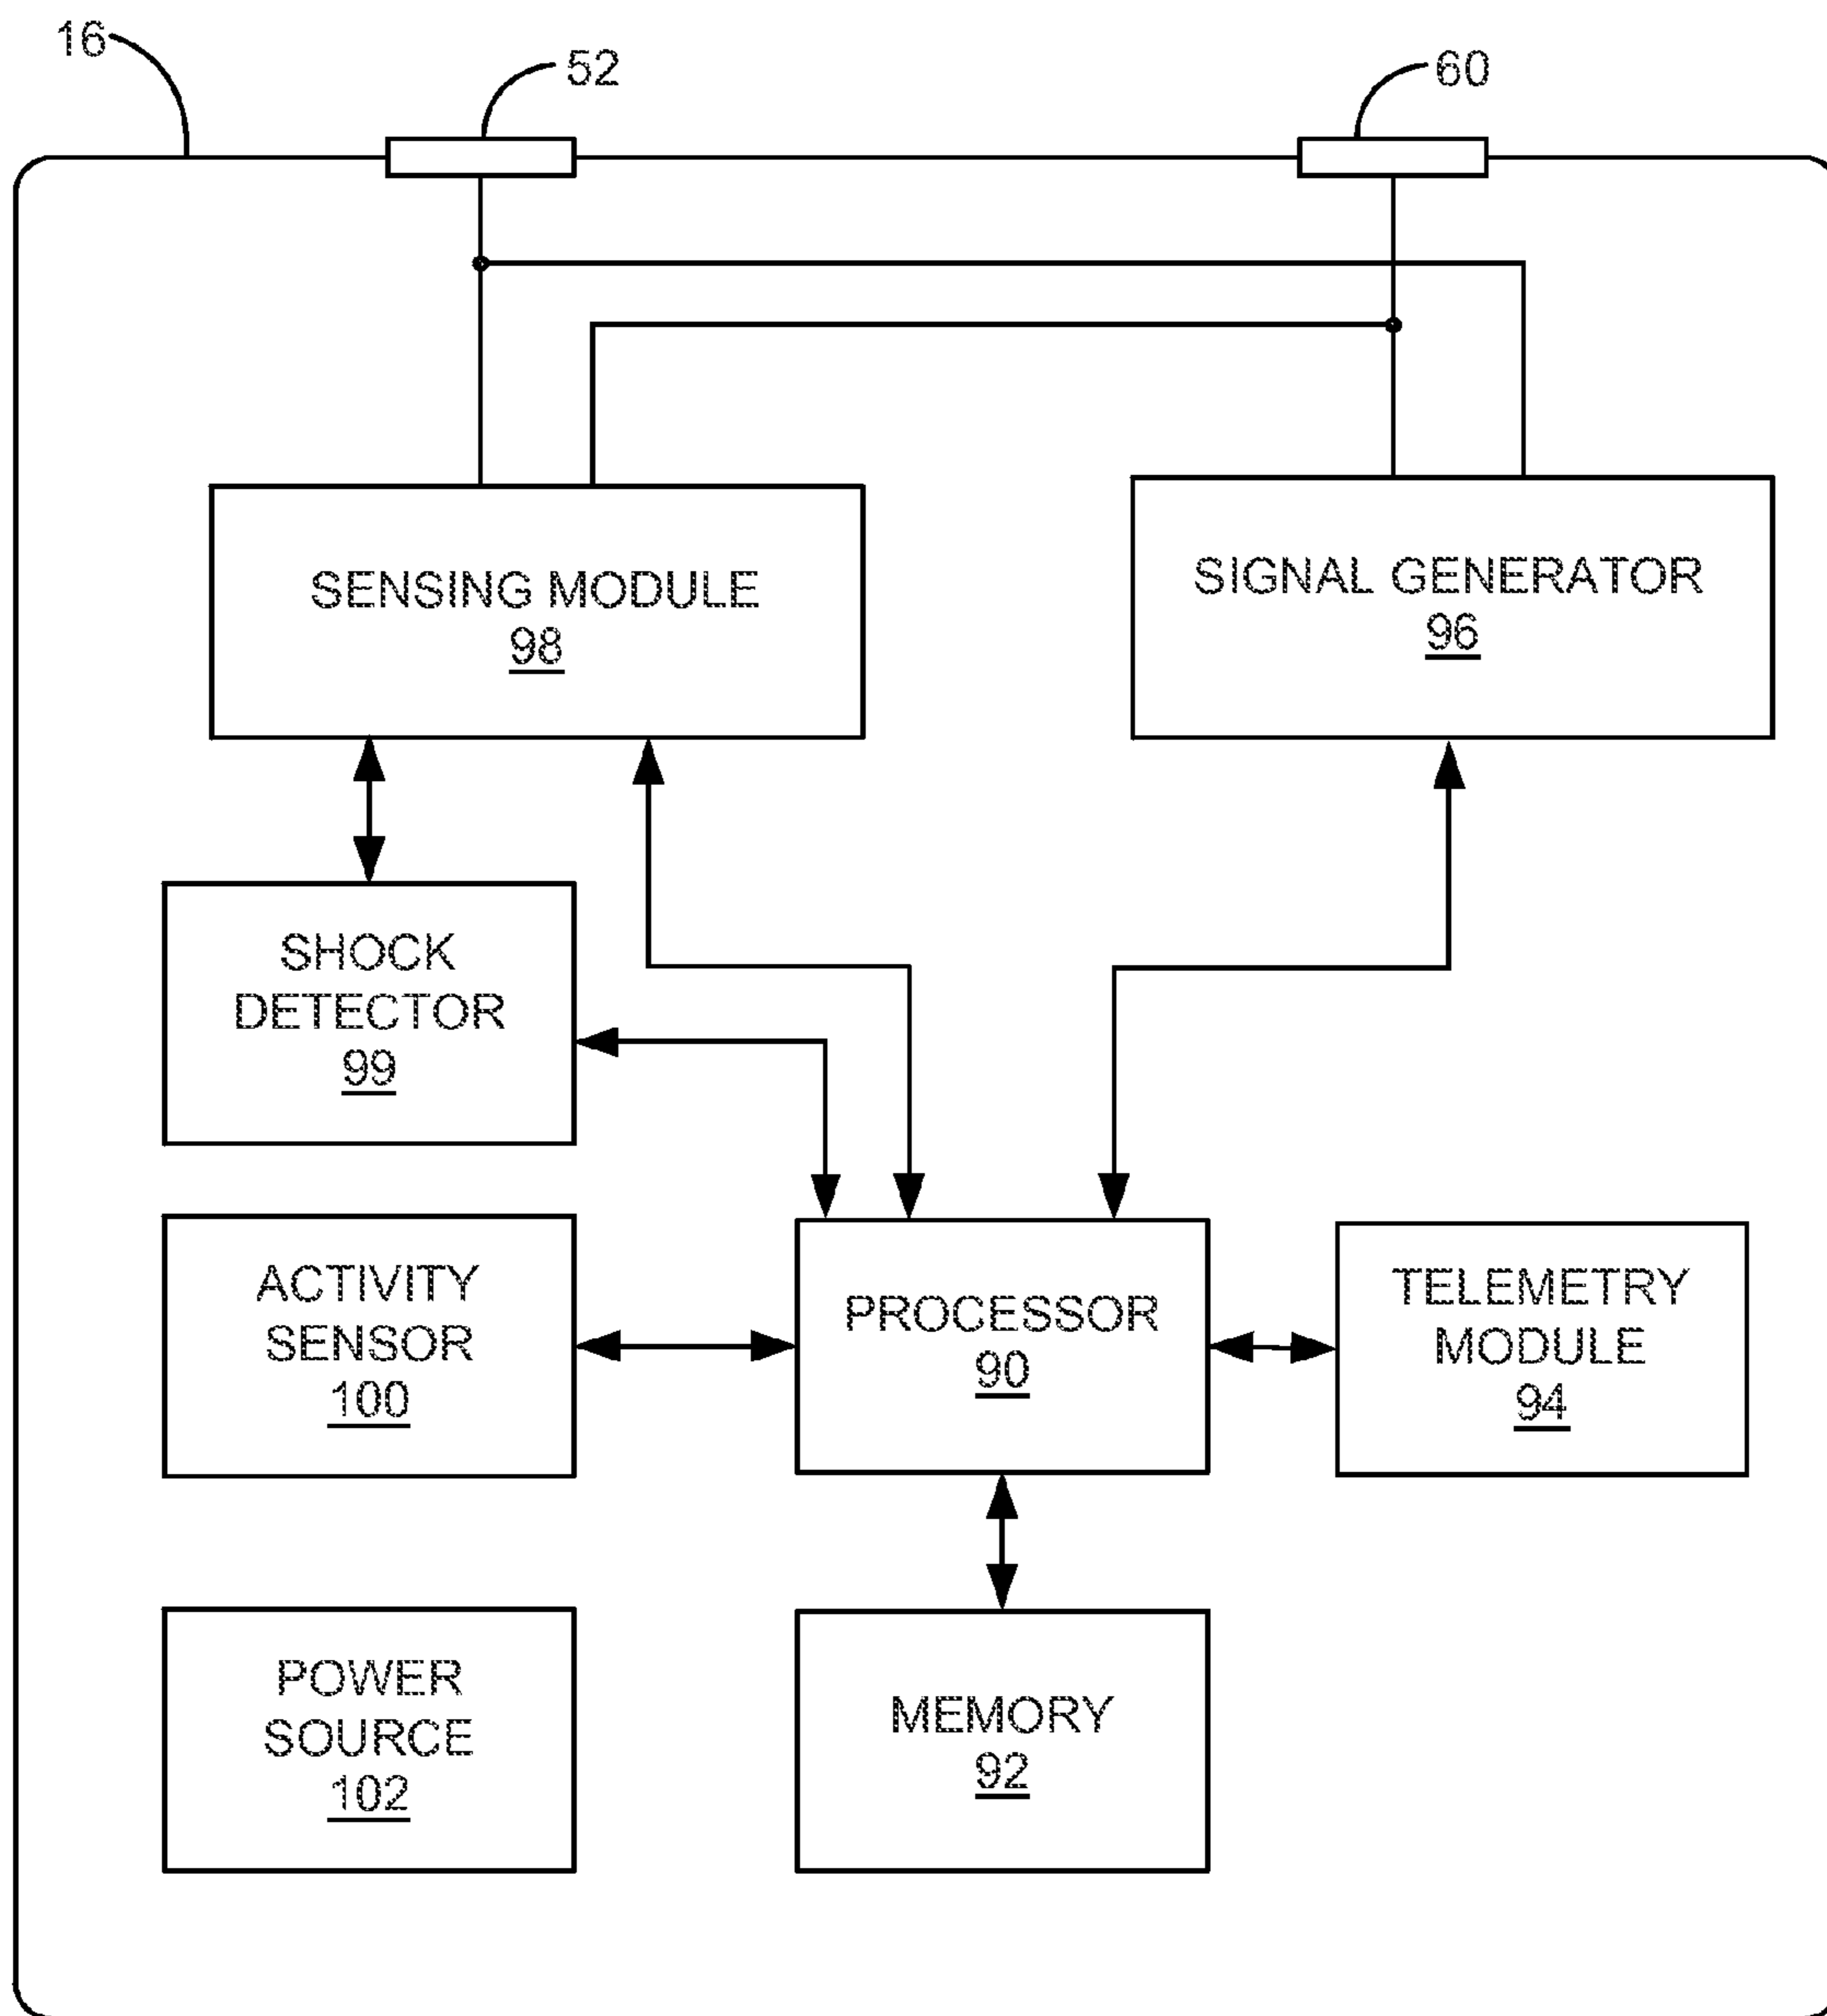 16
52
60
SENSING MODULE
98
SIGNAL GENERATOR
96
SHOCK
DETECTOR
99
ACTIVITY
SENSOR
100
PROCESSOR
90
TELEMETRY
MODULE
94
POWER
SOURCE
102
MEMORY
92